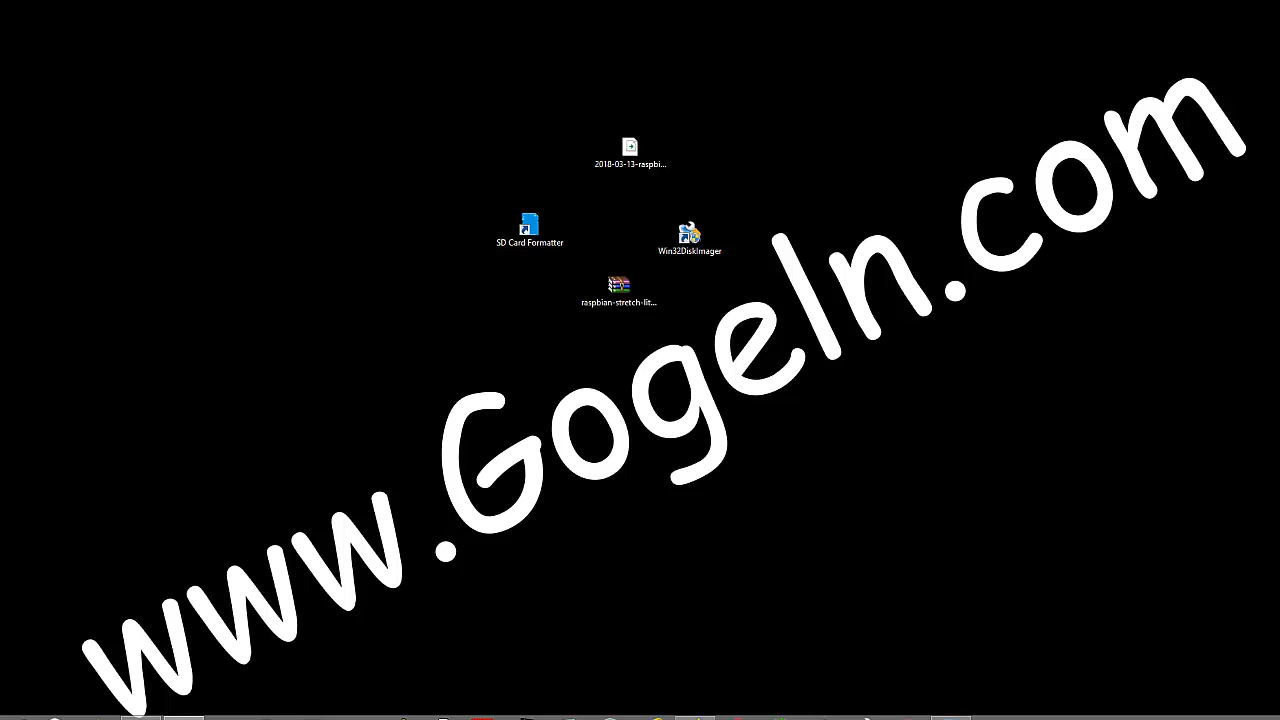 2018-03-13-raspbi...
SD Card Formatter
Win32DiskImager
raspbian-stretch-lit...
www.Gogeln.com